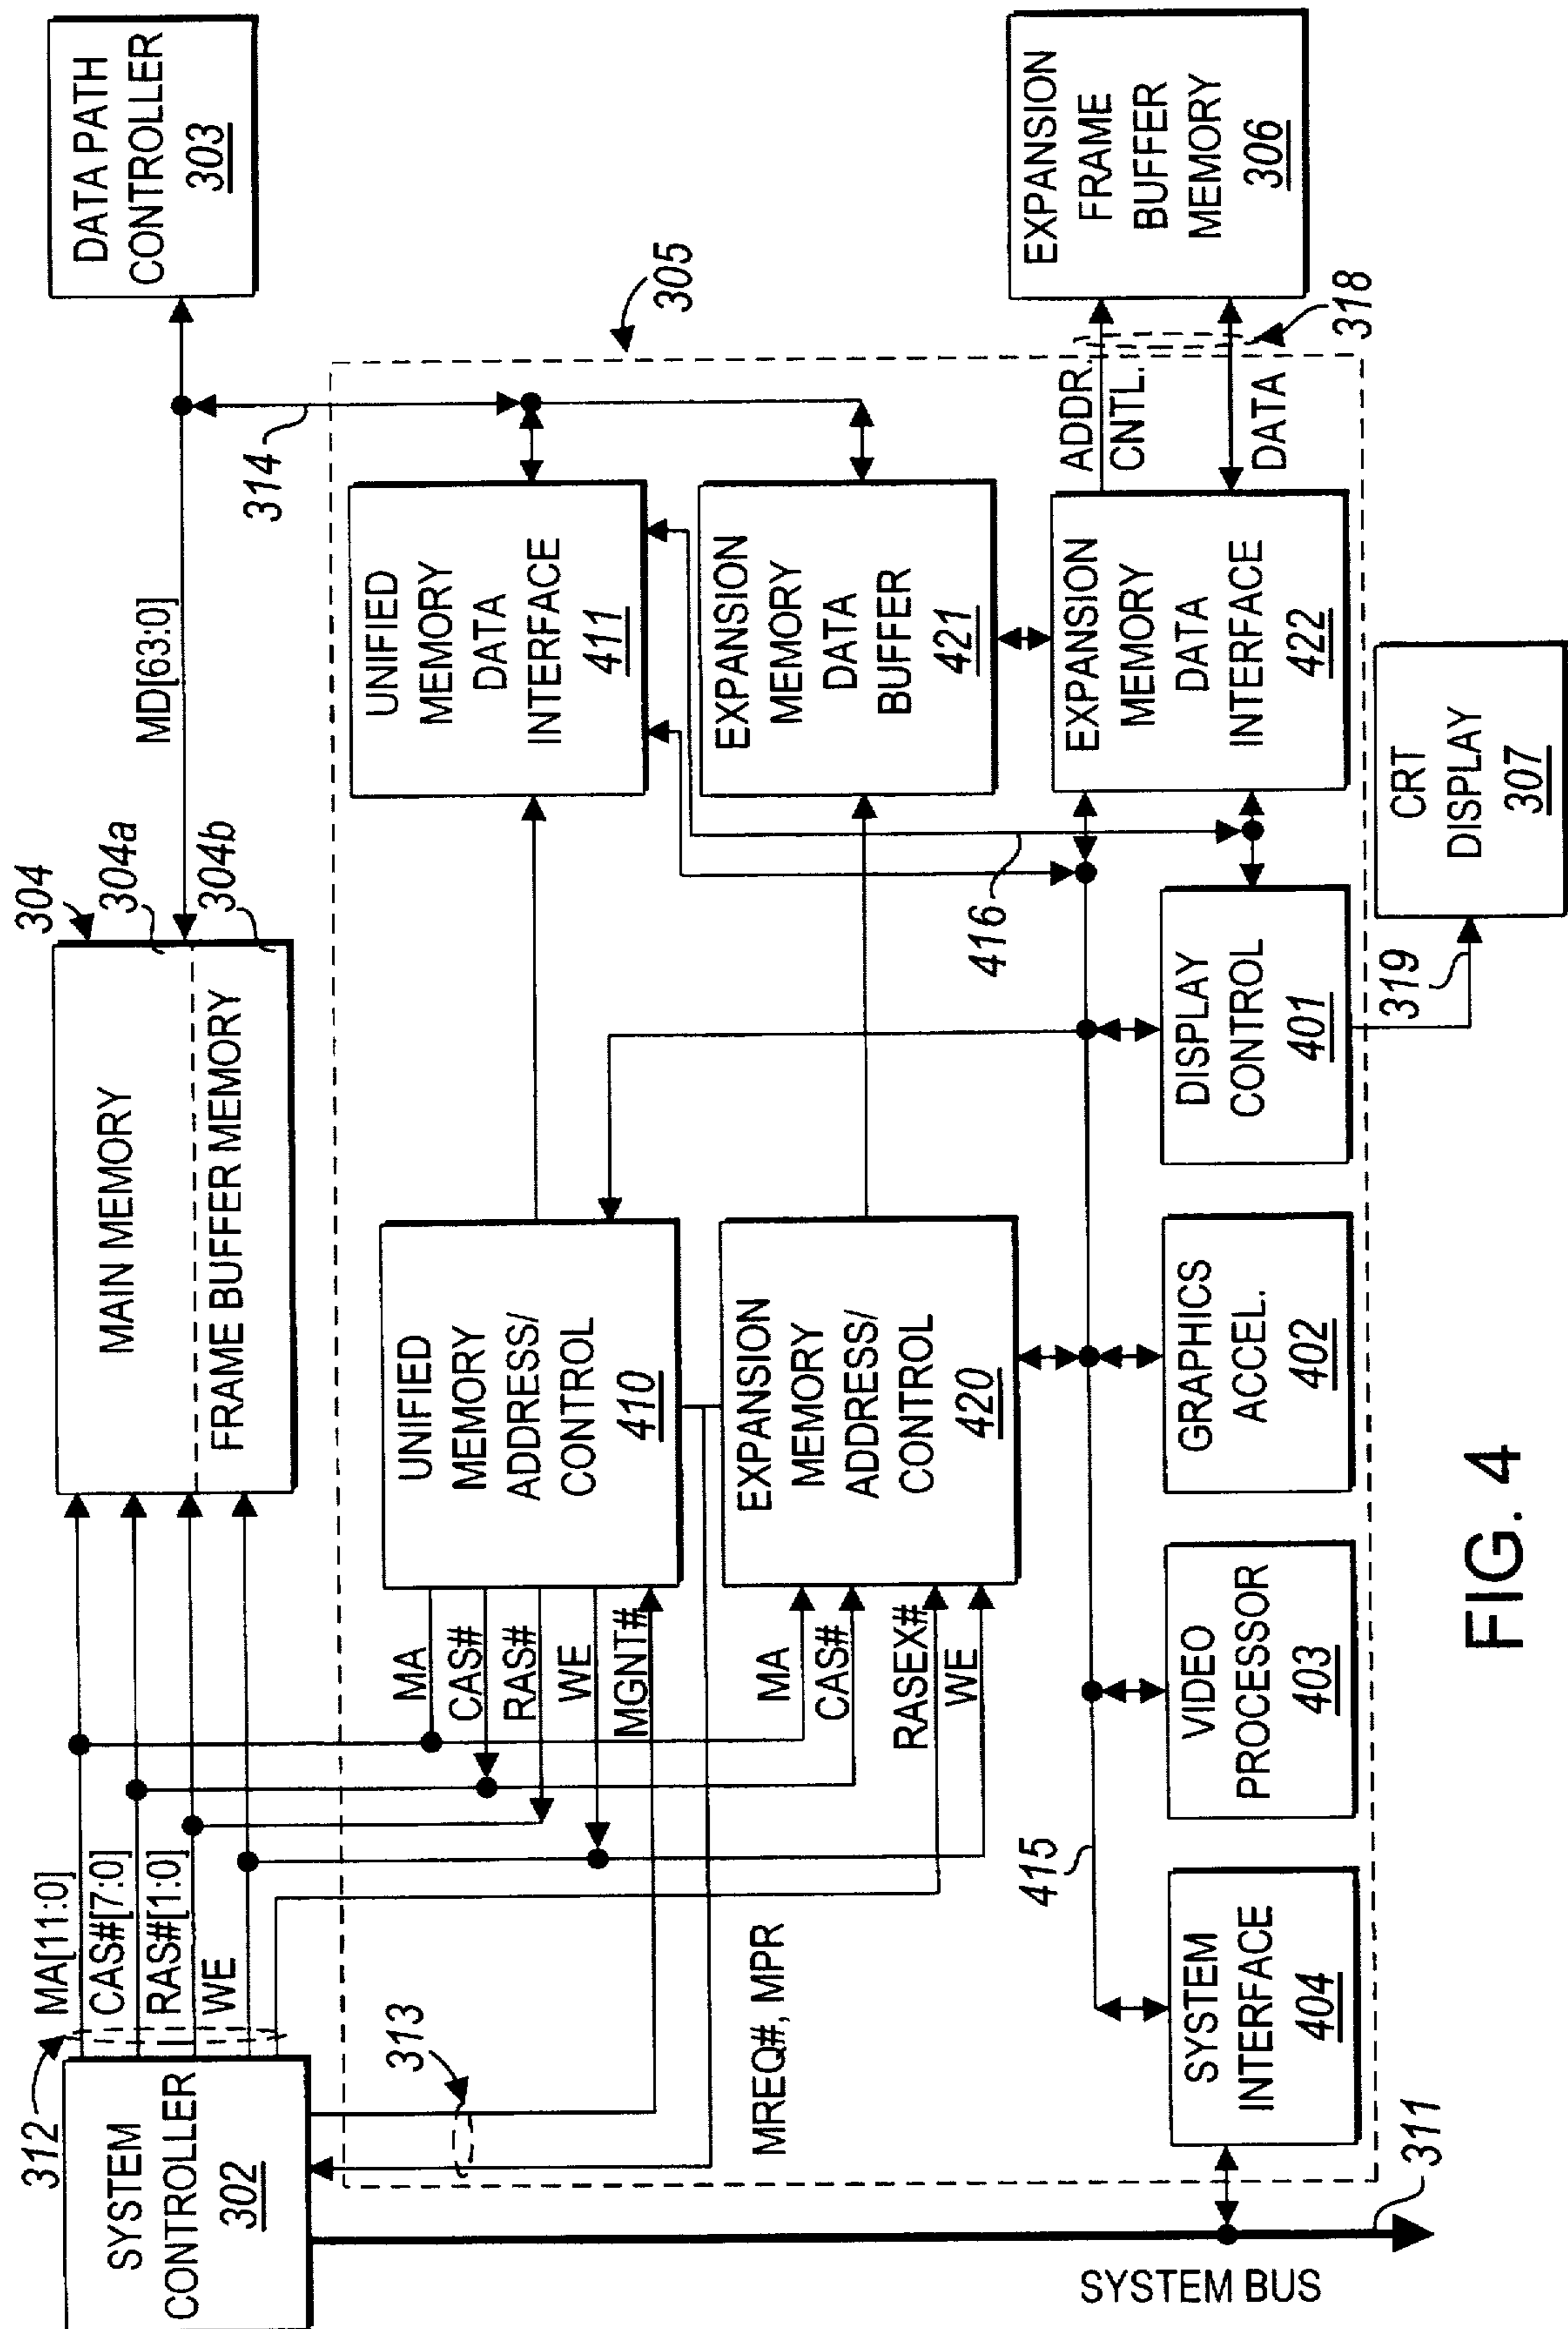 SYSTEM
CONTROLLER
302
312
MA[11:0]
CAS#[7:0]
RAS#[1:0]
WE
313
MAIN MEMORY
FRAME BUFFER MEMORY
304
304a
304b
MD[63:0]
DATA PATH
CONTROLLER
303
314
305
MA
CAS#
RAS#
WE
MGNT#
UNIFIED
MEMORY
ADDRESS/
CONTROL
410
UNIFIED
MEMORY
DATA
INTERFACE
411
MREQ#, MPR
MA
CAS#
RASEX#
WE
EXPANSION
MEMORY
ADDRESS/
CONTROL
420
EXPANSION
MEMORY
DATA
BUFFER
421
416
EXPANSION
MEMORY
DATA
INTERFACE
422
ADDR.
CNTL.
DATA
318
EXPANSION
FRAME
BUFFER
MEMORY
306
415
SYSTEM
INTERFACE
404
VIDEO
PROCESSOR
403
GRAPHICS
ACCEL.
402
DISPLAY
CONTROL
401
319
CRT
DISPLAY
307
SYSTEM BUS
311
FIG. 4